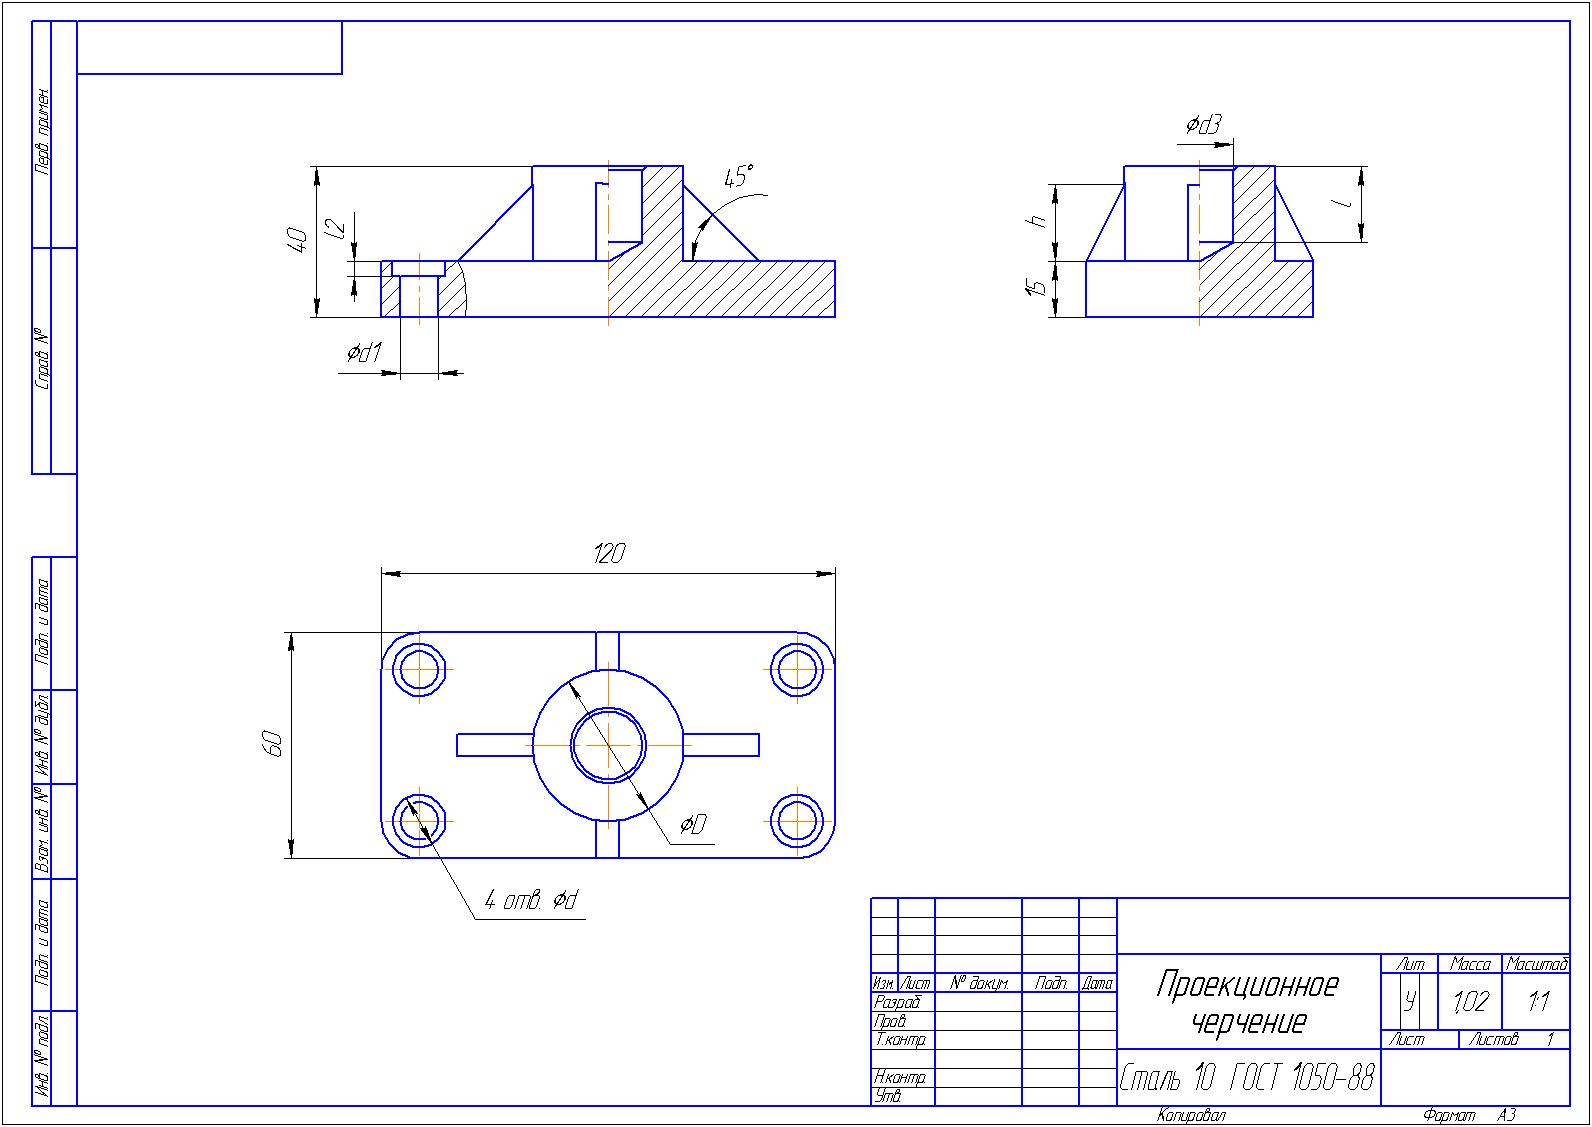 Перв. примен.
Справ. №
Подп. и дата
Инв. № дубл.
Взам. инв. №
Подп. и дата
Инв. № подл.
40
l2
45°
⌀d1
⌀d3
h
l
15
120
60
⌀D
4 отв. ⌀d
Изм. Лист № докум. Подп. Дата
Разраб.
Пров.
Т.контр.
Н.контр.
Утв.
Проекционное
черчение
Сталь 10 ГОСТ 1050-88
Лит. Масса Масштаб
У 1,02 1:1
Лист Листов 1
Копировал Формат A3